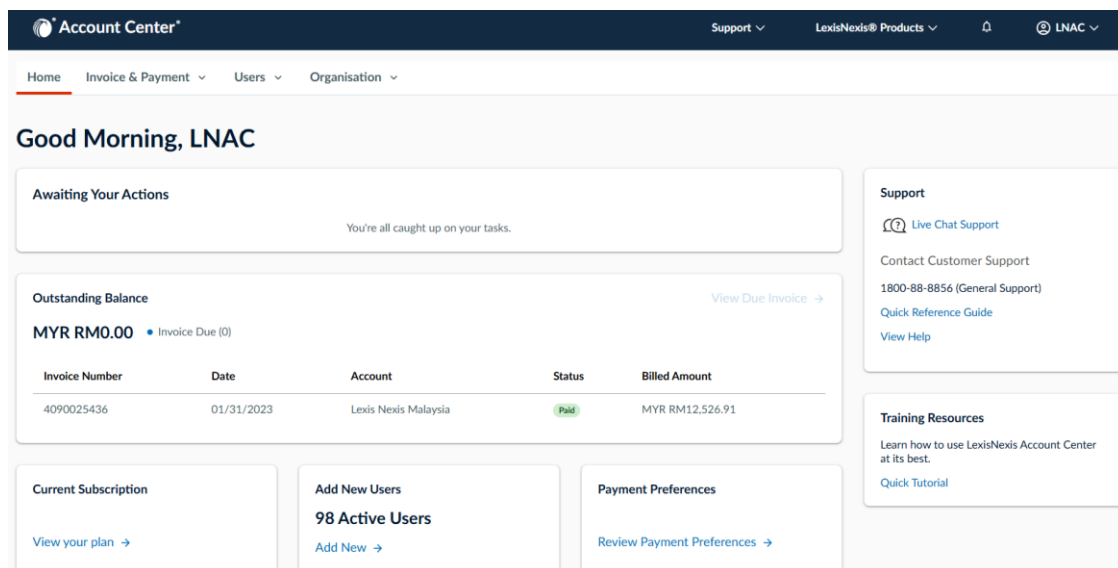 Account Center®
Support
LexisNexis® Products
LNAC
Home
Invoice & Payment
Users
Organisation
Good Morning, LNAC
Awaiting Your Actions
You're all caught up on your tasks.
Outstanding Balance
View Due Invoice →
MYR RM0.00 • Invoice Due (0)
Invoice Number Date Account Status Billed Amount
4090025436 01/31/2023 Lexis Nexis Malaysia Paid MYR RM12,526.91
Current Subscription
View your plan →
Add New Users
98 Active Users
Add New →
Payment Preferences
Review Payment Preferences →
Support
Live Chat Support
Contact Customer Support
1800-88-8856 (General Support)
Quick Reference Guide
View Help
Training Resources
Learn how to use LexisNexis Account Center
at its best.
Quick Tutorial